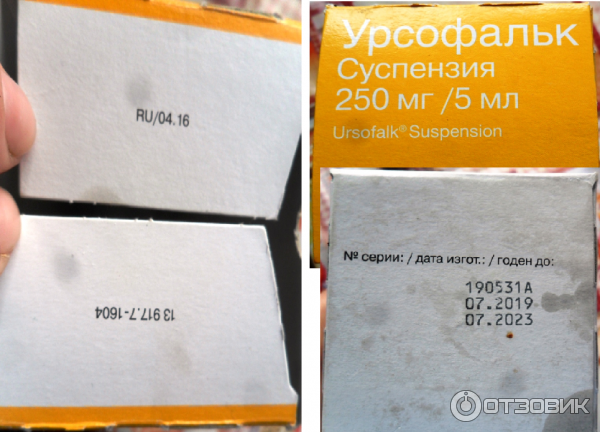 RU/04.16
13 917.7-1604
Урсофальк
Суспензия
250 мг /5 мл
Ursofalk® Suspension
№ серии: / дата изгот.: / годен до:
190531A
07.2019
07.2023
ОТЗОВИК